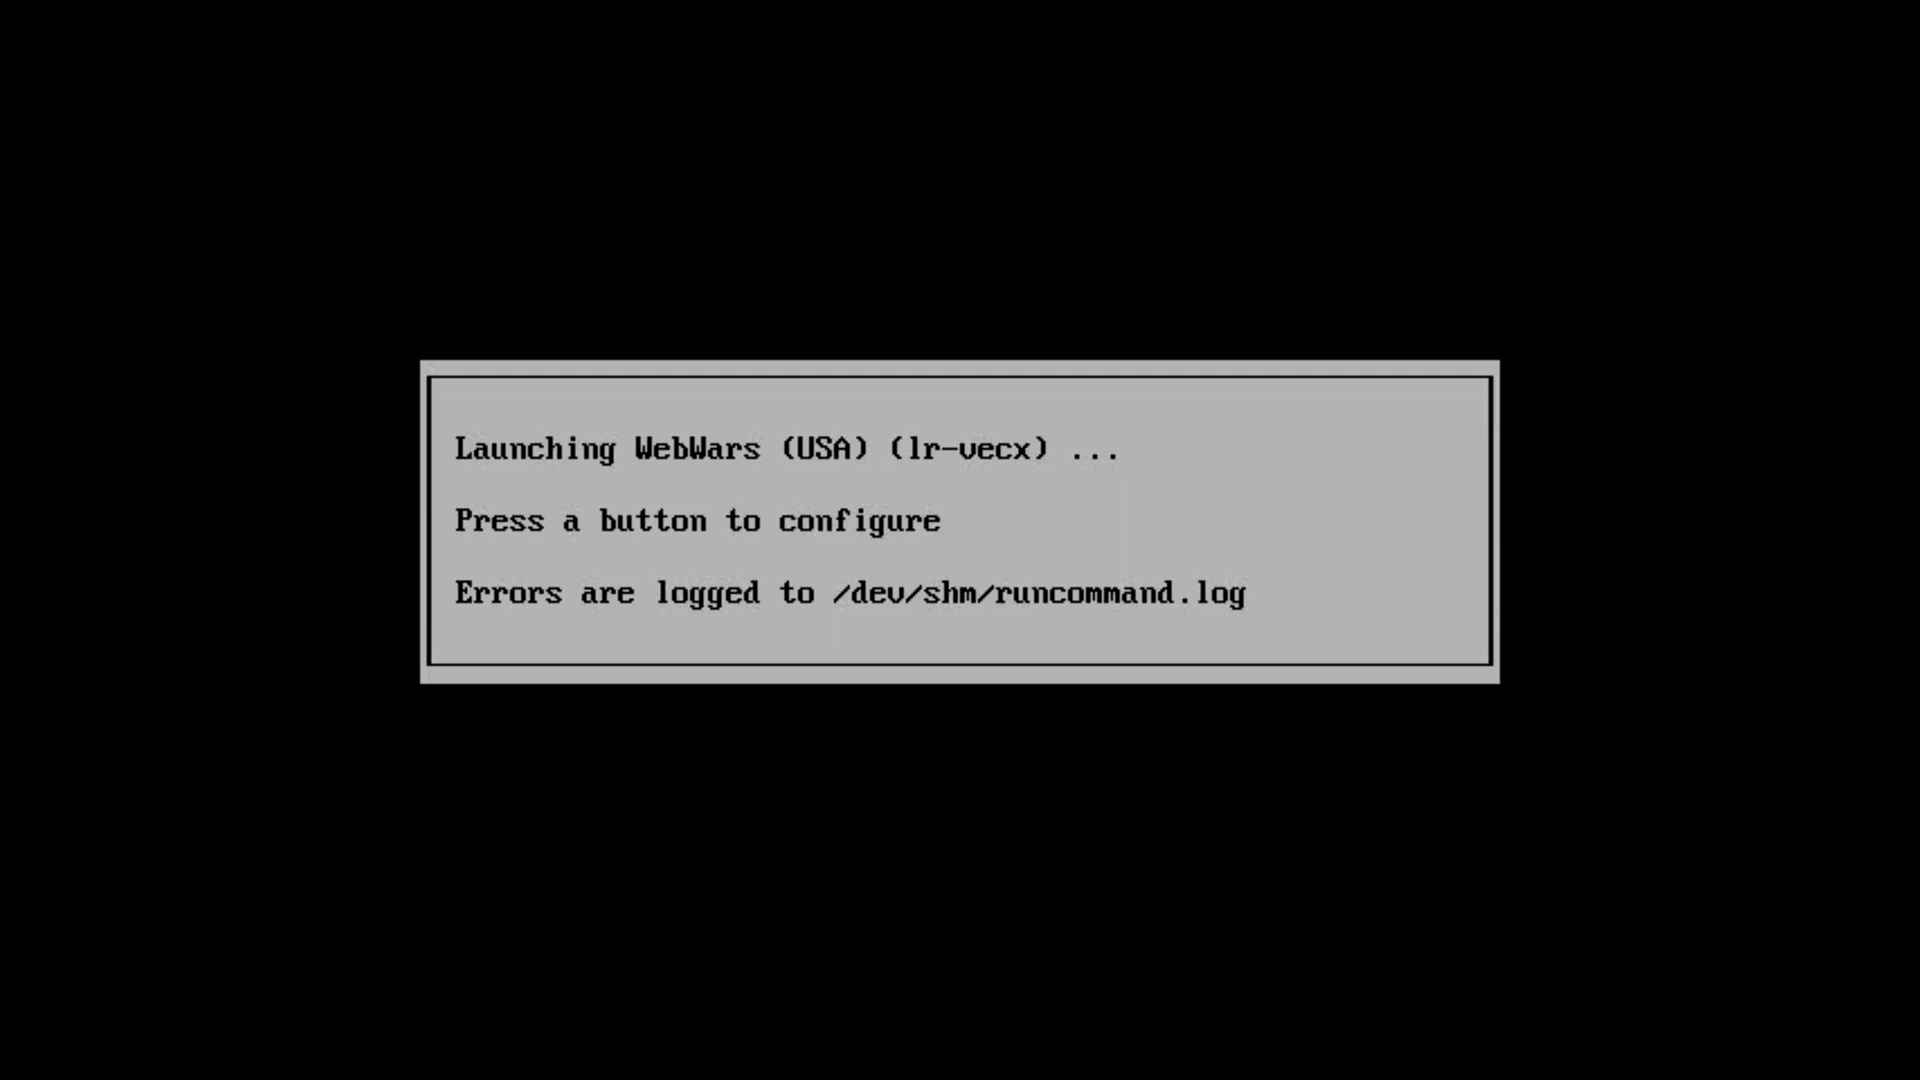 Launching WebWars (USA) (lr-vecx) ...
Press a button to configure
Errors are logged to /dev/shm/runcommand.log